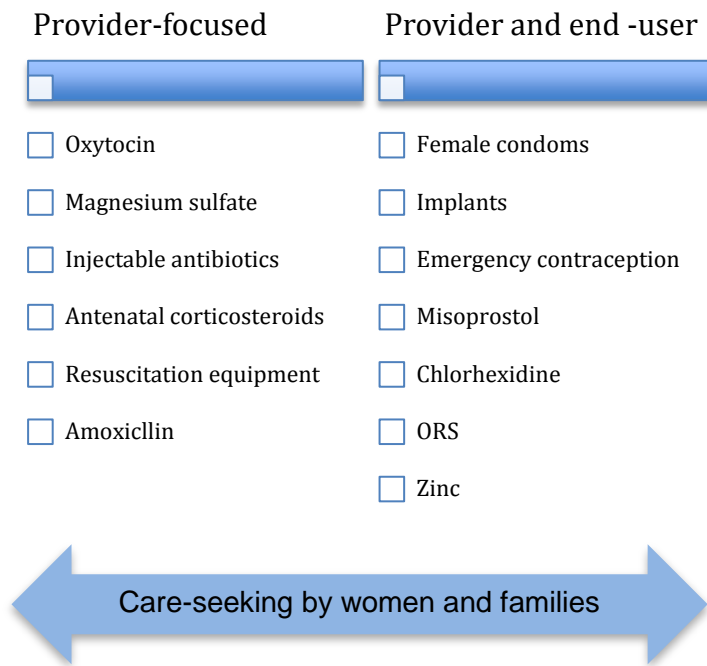 Provider-focused
Oxytocin
Magnesium sulfate
Injectable antibiotics
Antenatal corticosteroids
Resuscitation equipment
Amoxicllin
Provider and end -user
Female condoms
Implants
Emergency contraception
Misoprostol
Chlorhexidine
ORS
Zinc
Care-seeking by women and families